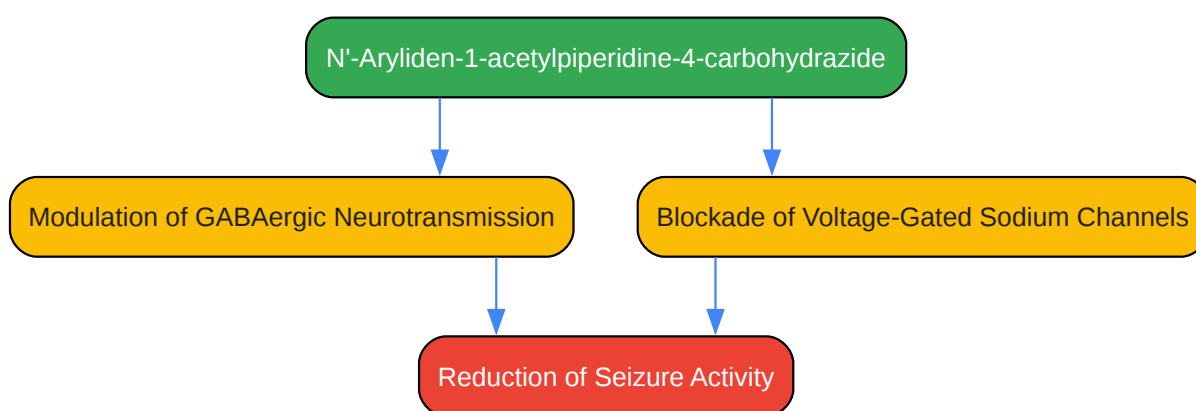 N'-Aryliden-1-acetylpiperidine-4-carbohydrazide
Modulation of GABAergic Neurotransmission
Blockade of Voltage-Gated Sodium Channels
Reduction of Seizure Activity